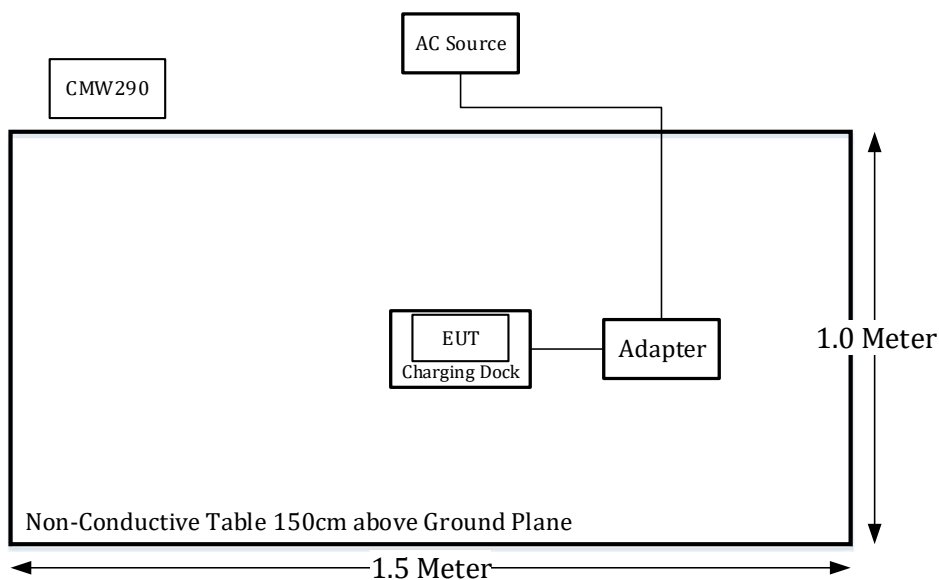 AC Source
CMW290
EUT
Charging Dock
Adapter
1.0 Meter
Non-Conductive Table 150cm above Ground Plane
1.5 Meter